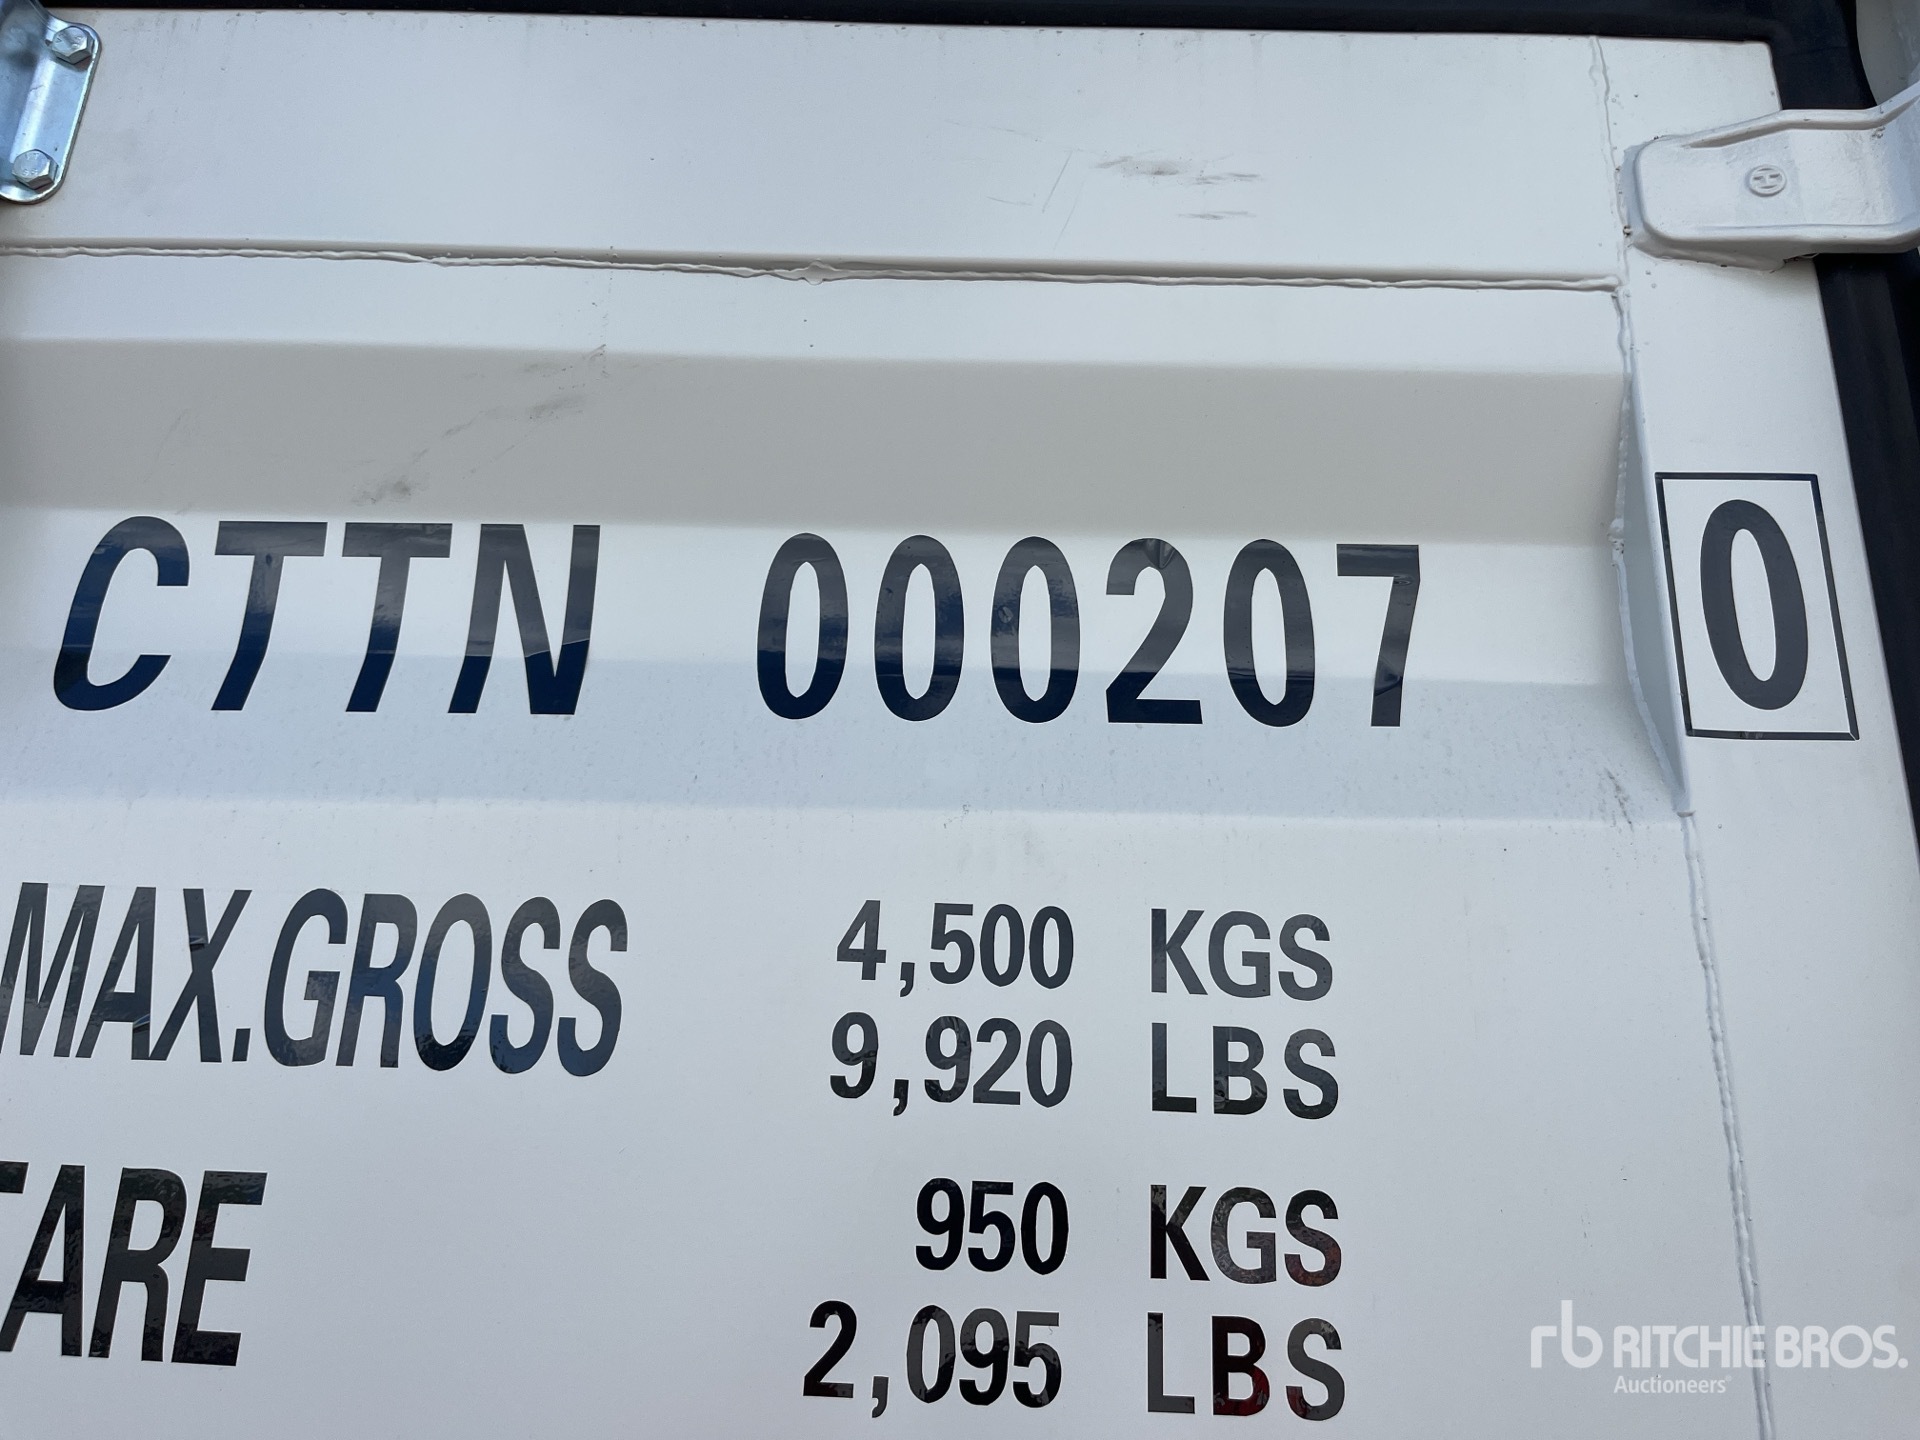 CTTN 000207 0
MAX.GROSS 4,500 KGS
9,920 LBS
TARE 950 KGS
2,095 LBS
rb RITCHIE BROS.
Auctioneers